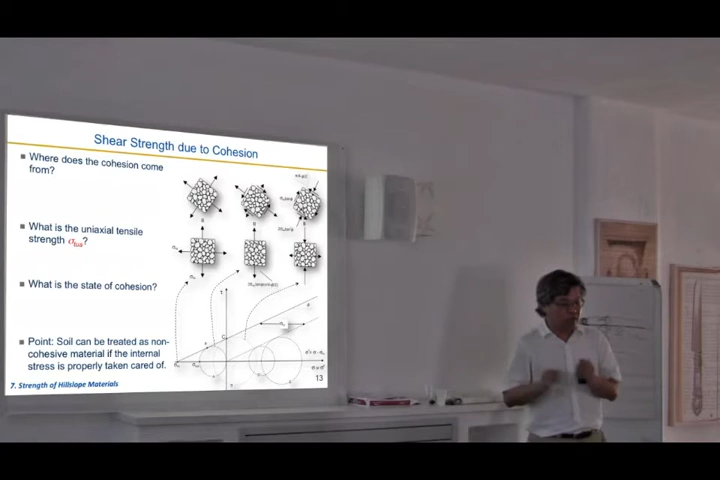 Shear Strength due to Cohesion
Where does the cohesion come
from?
What is the uniaxial tensile
strength σtua?
What is the state of cohesion?
Point: Soil can be treated as non-
cohesive material if the internal
stress is properly taken cared of.
7. Strength of Hillslope Materials
13